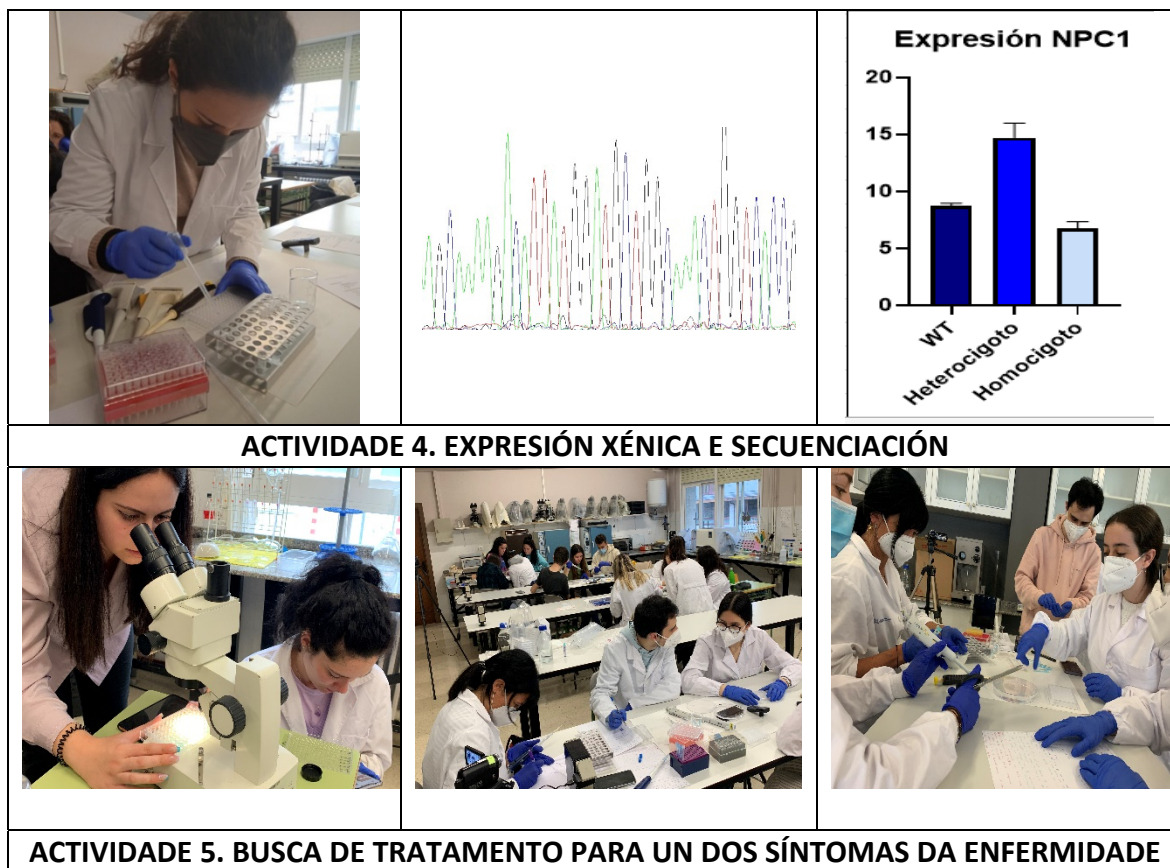 Expresión NPC1
20
15
10
5
0
WT
Heterocigoto
Homocigoto
ACTIVIDADE 4. EXPRESIÓN XÉNICA E SECUENCIACIÓN
ACTIVIDADE 5. BUSCA DE TRATAMENTO PARA UN DOS SÍNTOMAS DA ENFERMIDADE